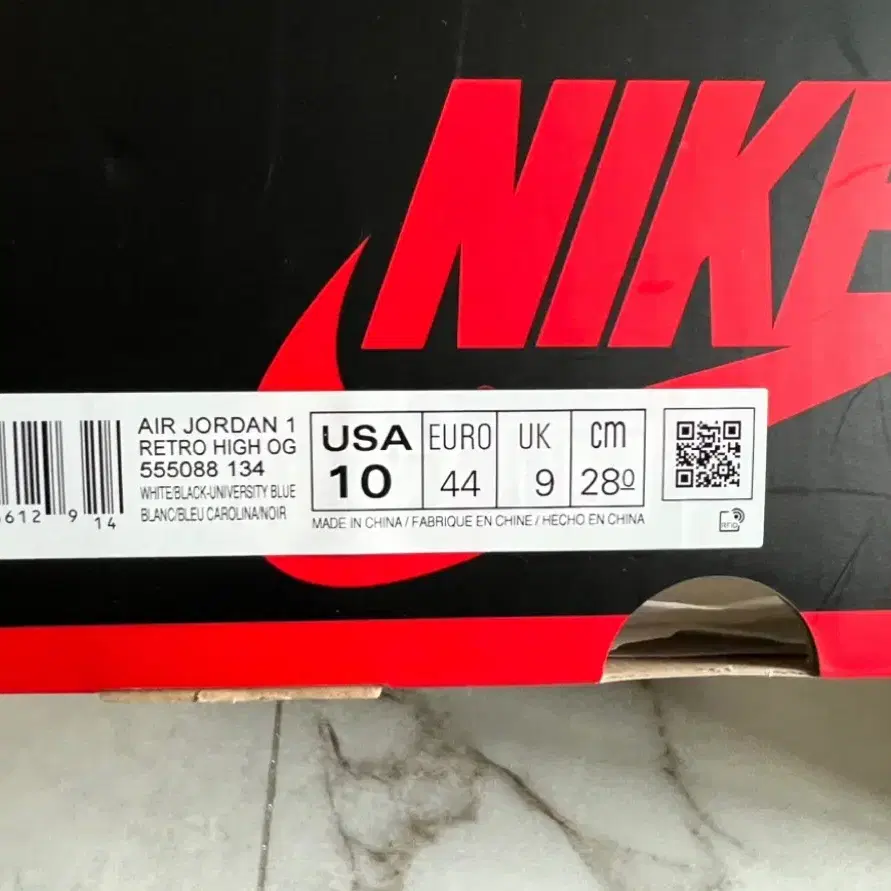 NIKE
AIR JORDAN 1
RETRO HIGH OG
555088 134
WHITE/BLACK-UNIVERSITY BLUE
BLANC/BLEU CAROLINA/NOIR
USA EURO UK cm
10 44 9 280
MADE IN CHINA / FABRIQUE EN CHINE / HECHO EN CHINA
612 9 14
RFID